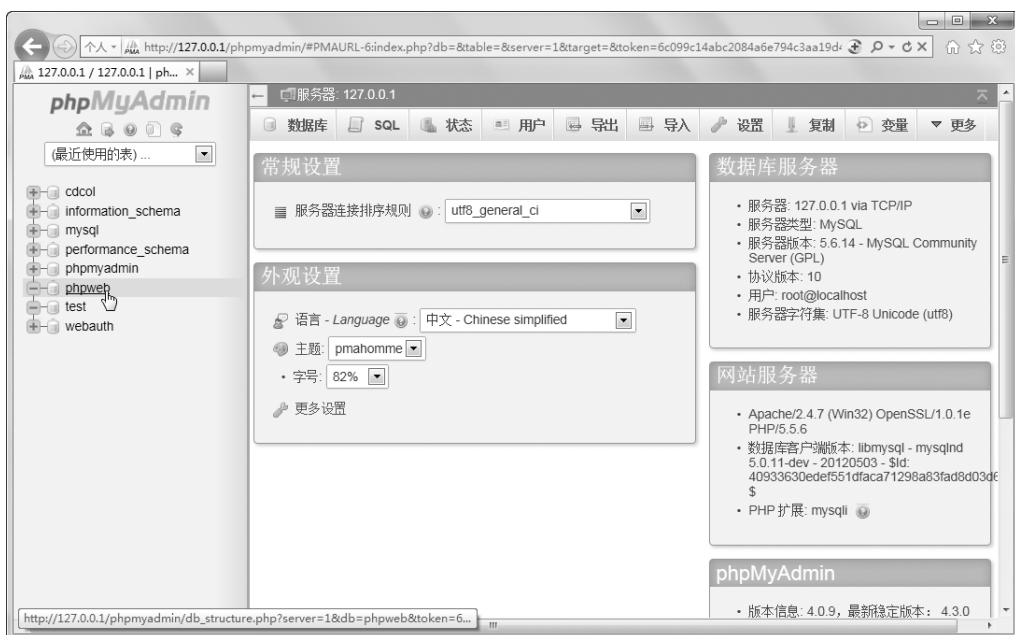 个人
http://127.0.0.1/phpmyadmin/#PMAURL-6:index.php?db=&table=&server=1&target=&token=6c099c14abc2084a6e794c3aa19d
127.0.0.1 / 127.0.0.1 | ph... ×
phpMyAdmin
(最近使用的表) ...
cdcol
information_schema
mysql
performance_schema
phpmyadmin
phpweb
test
webauth
服务器: 127.0.0.1
数据库 SQL 状态 用户 导出 导入 设置 复制 变量 更多
常规设置
服务器连接排序规则 : utf8_general_ci
外观设置
语言 - Language : 中文 - Chinese simplified
主题: pmahomme
• 字号: 82%
更多设置
数据库服务器
• 服务器: 127.0.0.1 via TCP/IP
• 服务器类型: MySQL
• 服务器版本: 5.6.14 - MySQL Community
Server (GPL)
• 协议版本: 10
• 用户: root@localhost
• 服务器字符集: UTF-8 Unicode (utf8)
网站服务器
• Apache/2.4.7 (Win32) OpenSSL/1.0.1e
PHP/5.5.6
• 数据库客户端版本: libmysql - mysqlnd
5.0.11-dev - 20120503 - $Id:
40933630edef551dfaca71298a83fad8d03d6
$
• PHP 扩展: mysqli
phpMyAdmin
• 版本信息: 4.0.9，最新稳定版本： 4.3.0
http://127.0.0.1/phpmyadmin/db_structure.php?server=1&db=phpweb&token=6...